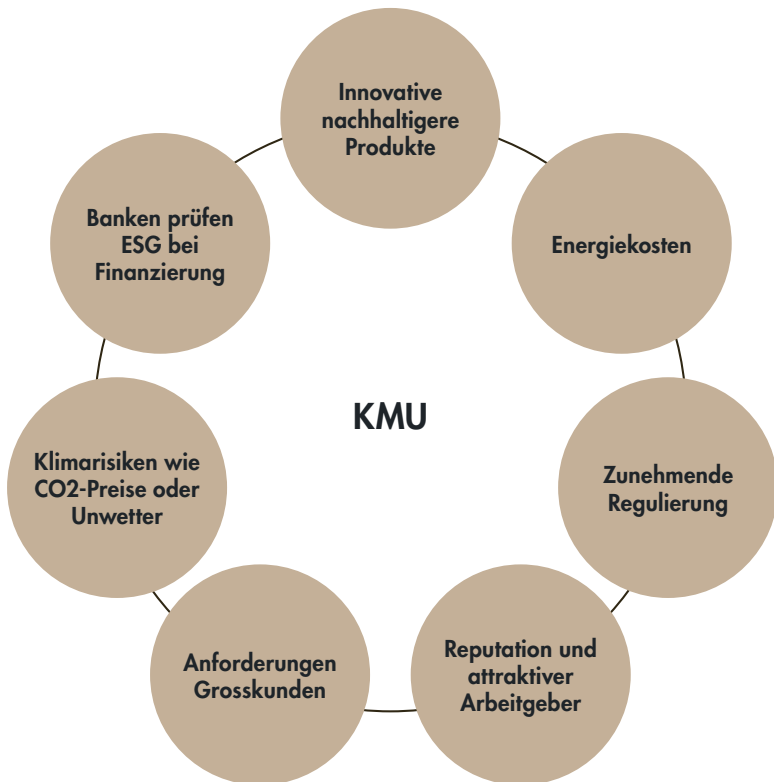 Innovative
nachhaltigere
Produkte
Energiekosten
Zunehmende
Regulierung
Reputation und
attraktiver
Arbeitgeber
Anforderungen
Grosskunden
Klimarisiken wie
CO2-Preise oder
Unwetter
Banken prüfen
ESG bei
Finanzierung
KMU